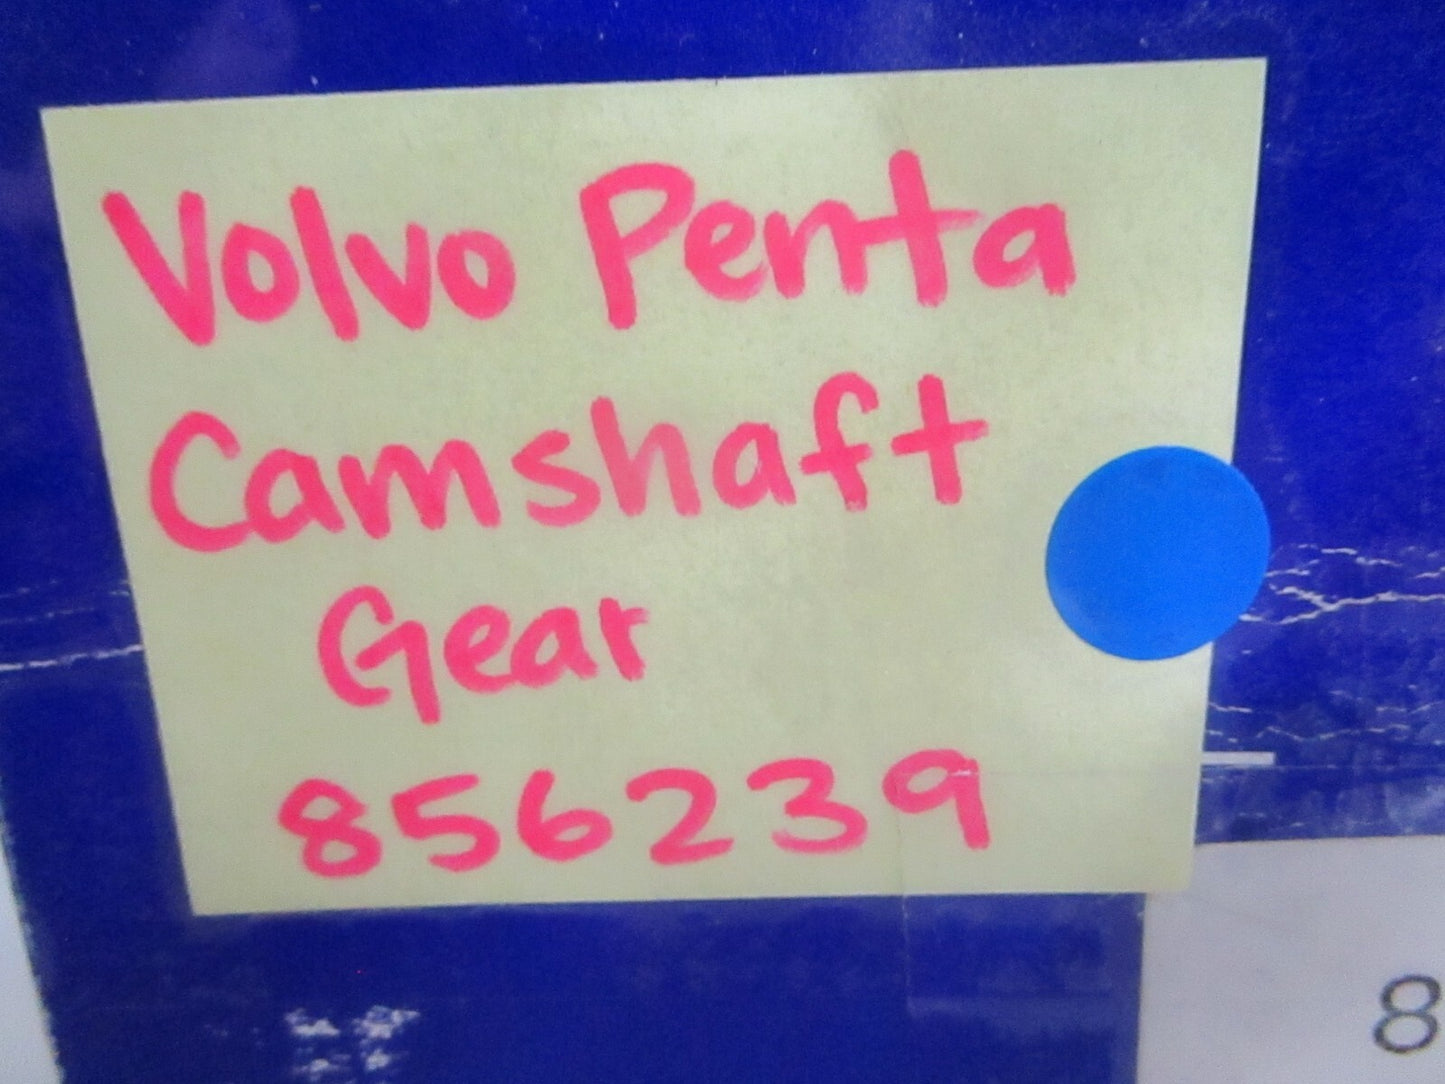 Volvo Penta
Camshaft
Gear
856239
8